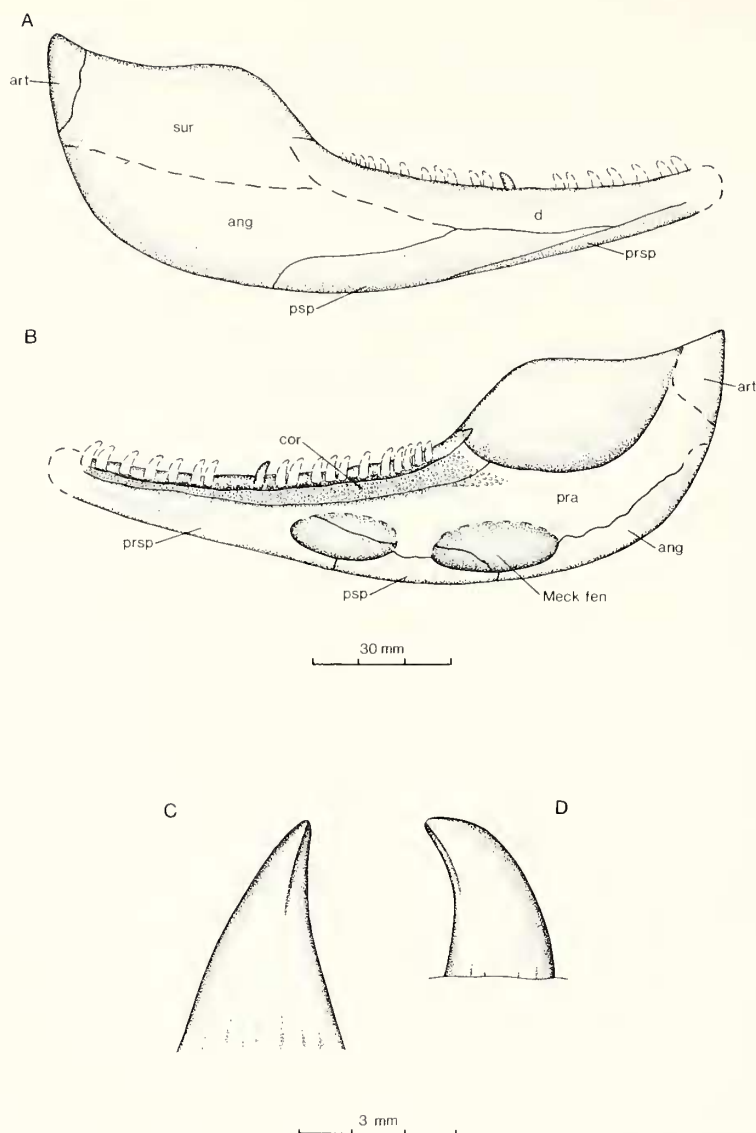 A
art
sur
ang
d
prsp
psp
B
art
cor
pra
prsp
ang
psp
Meck fen
30 mm
C
D
3 mm